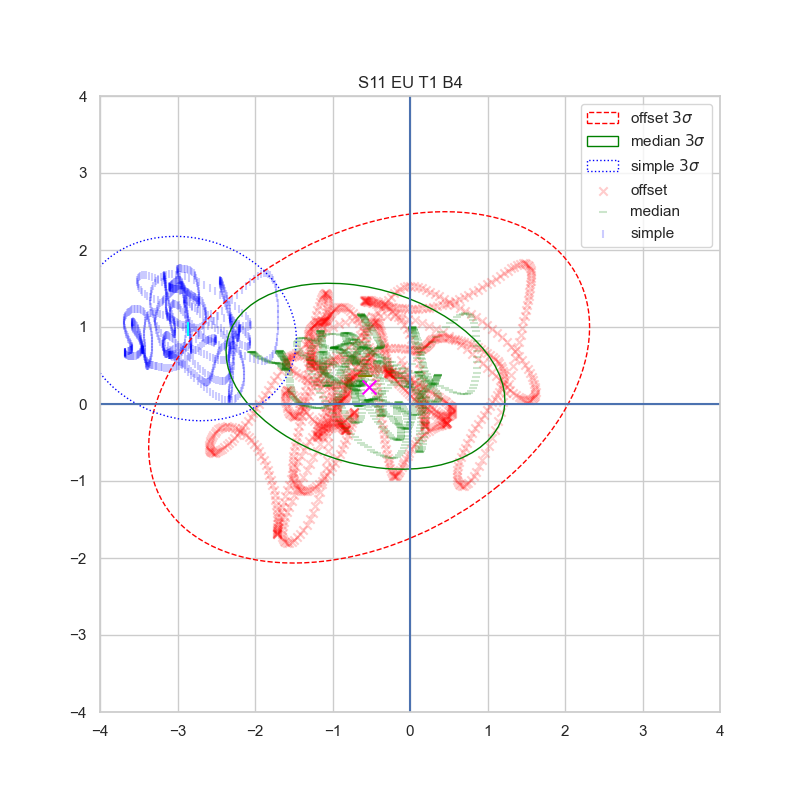 S11 EU T1 B4
offset 3σ
median 3σ
simple 3σ
offset
median
simple
4
3
2
1
0
−1
−2
−3
−4
−4 −3 −2 −1 0 1 2 3 4